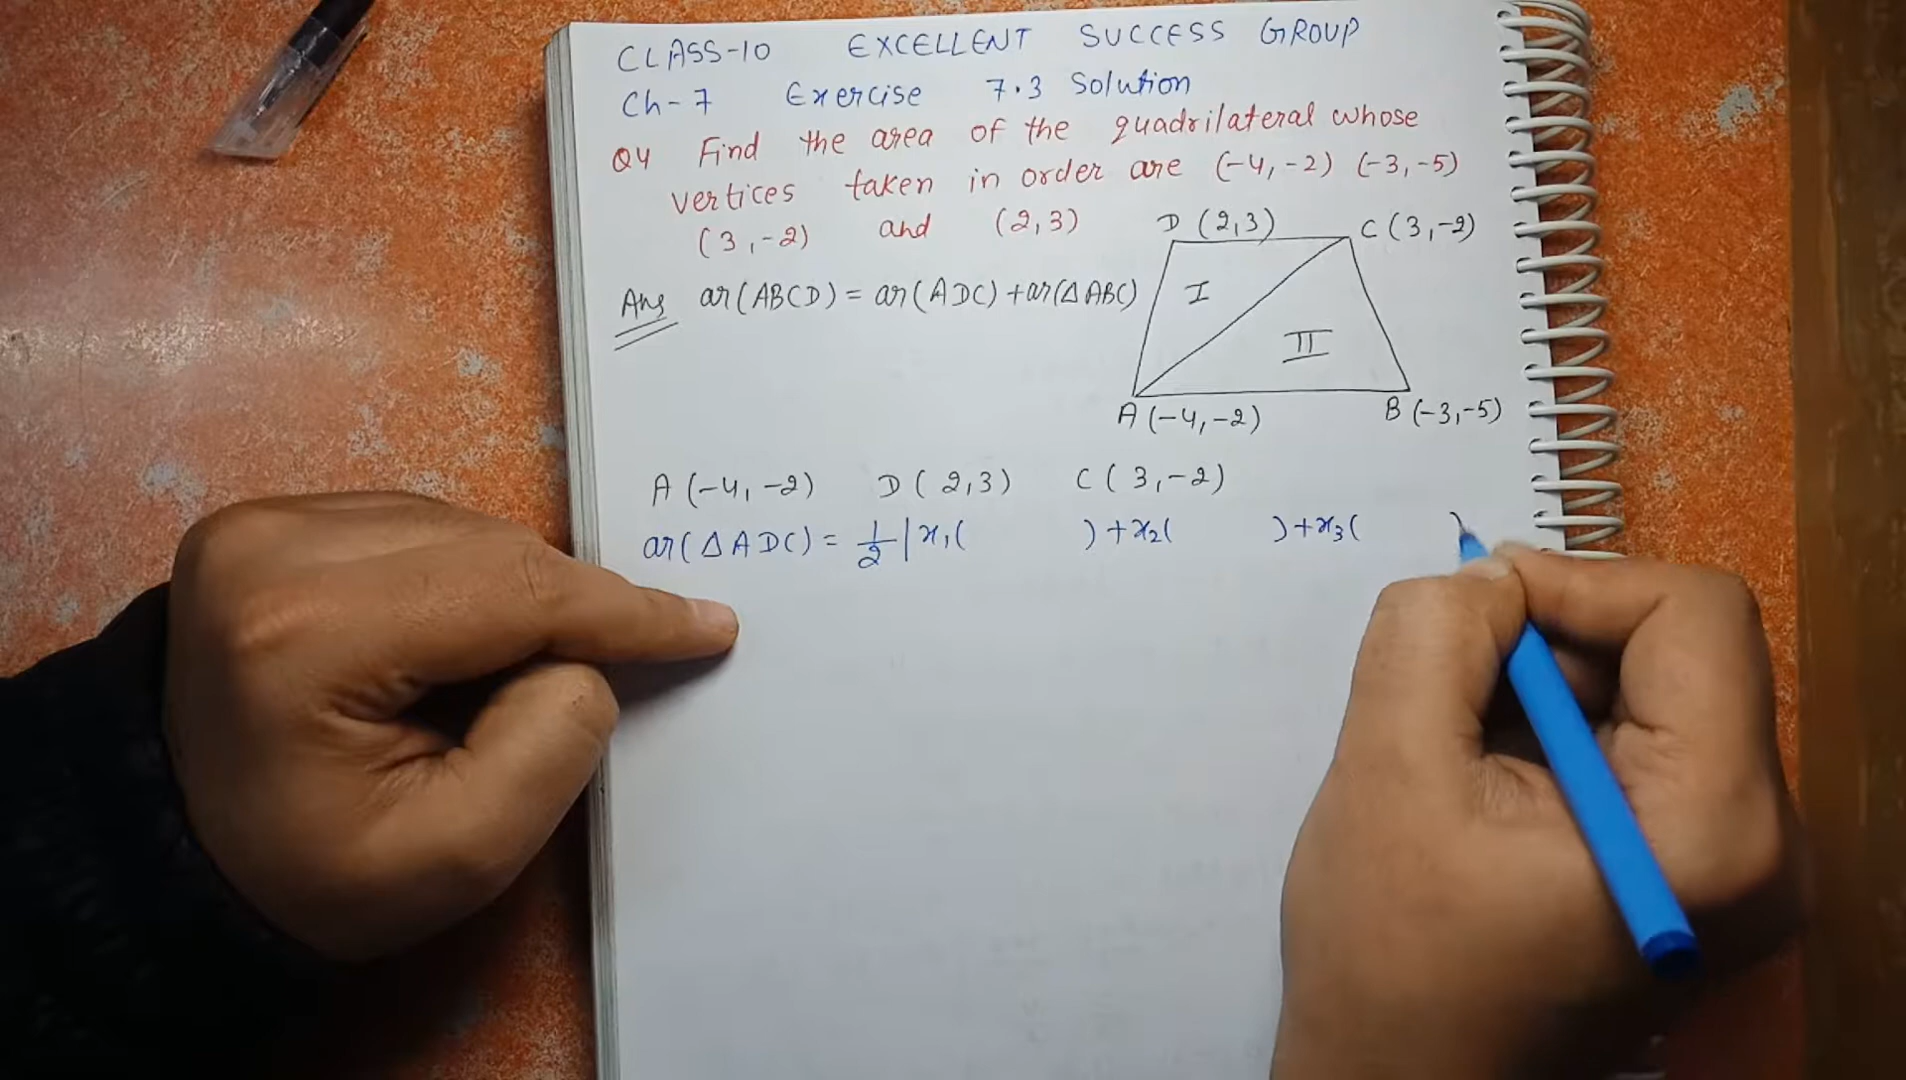 CLASS-10 EXCELLENT SUCCESS GROUP
Ch-7 Exercise 7.3 Solution
Q4 Find the area of the quadrilateral whose
vertices taken in order are (-4,-2) (-3,-5)
(3,-2) and (2,3)
D (2,3) C (3,-2)
Ans ar(ABCD) = ar(ADC) + ar(ΔABC)
I
II
A (-4,-2) B (-3,-5)
A (-4,-2) D (2,3) C (3,-2)
ar(ΔADC) = 1/2 | x₁( ) + x₂( ) + x₃( )